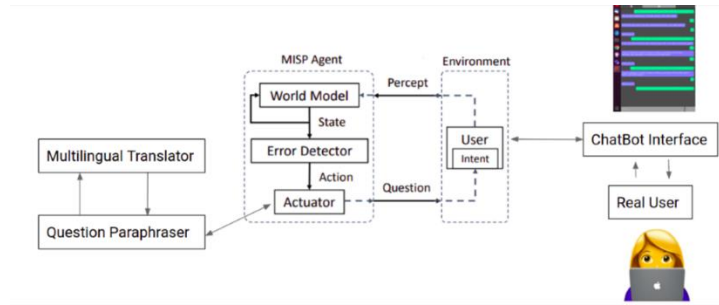 MISP Agent
Environment
World Model
Percept
State
Error Detector
Action
Actuator
Question
User
Intent
Multilingual Translator
Question Paraphraser
ChatBot Interface
Real User